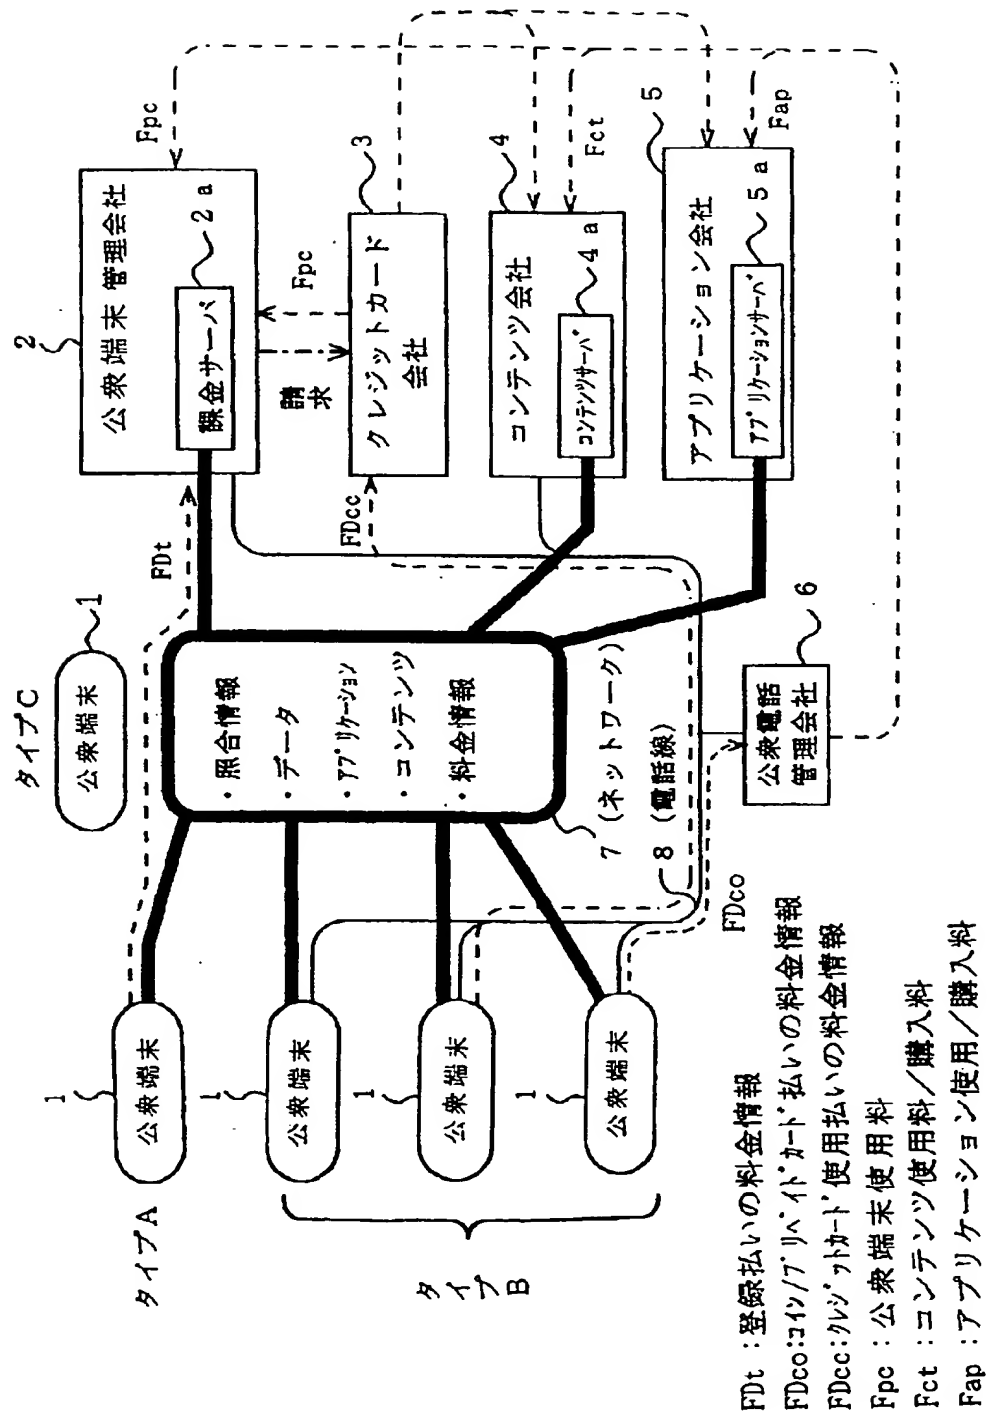 タイプC
公衆端末
1
タイプA
1
公衆端末
タイプB
1
公衆端末
1
公衆端末
1
公衆端末
・照合情報
・データ
・アプリケーション
・コンテンツ
・料金情報
7（ネットワーク）
8（電話線）
FDt
FDcc
FDco
2
公衆端末管理会社
課金サーバ
2a
Fpc
請求
Fpc
3
クレジットカード
会社
4
コンテンツ会社
コンテンツサーバ
4a
Fct
5
アプリケーション会社
アプリケーションサーバ
5a
Fap
6
公衆電話
管理会社
FDt：登録払いの料金情報
FDco：コイン/プリペイドカード払いの料金情報
FDcc：クレジットカード使用払いの料金情報
Fpc：公衆端末使用料
Fct：コンテンツ使用料／購入料
Fap：アプリケーション使用／購入料